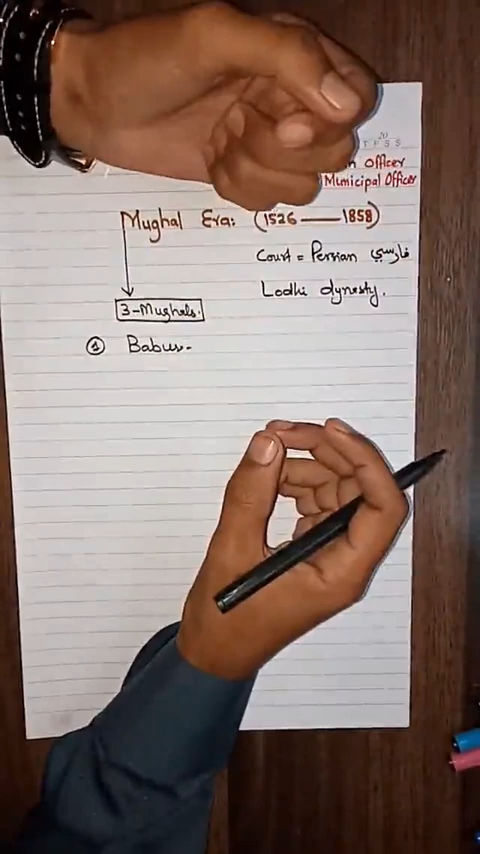 Officer
Municipal Officer
Mughal Era: (1526 — 1858)
Court = Persian فارسی
Lodhi dynasty.
3-Mughals.
① Babur-